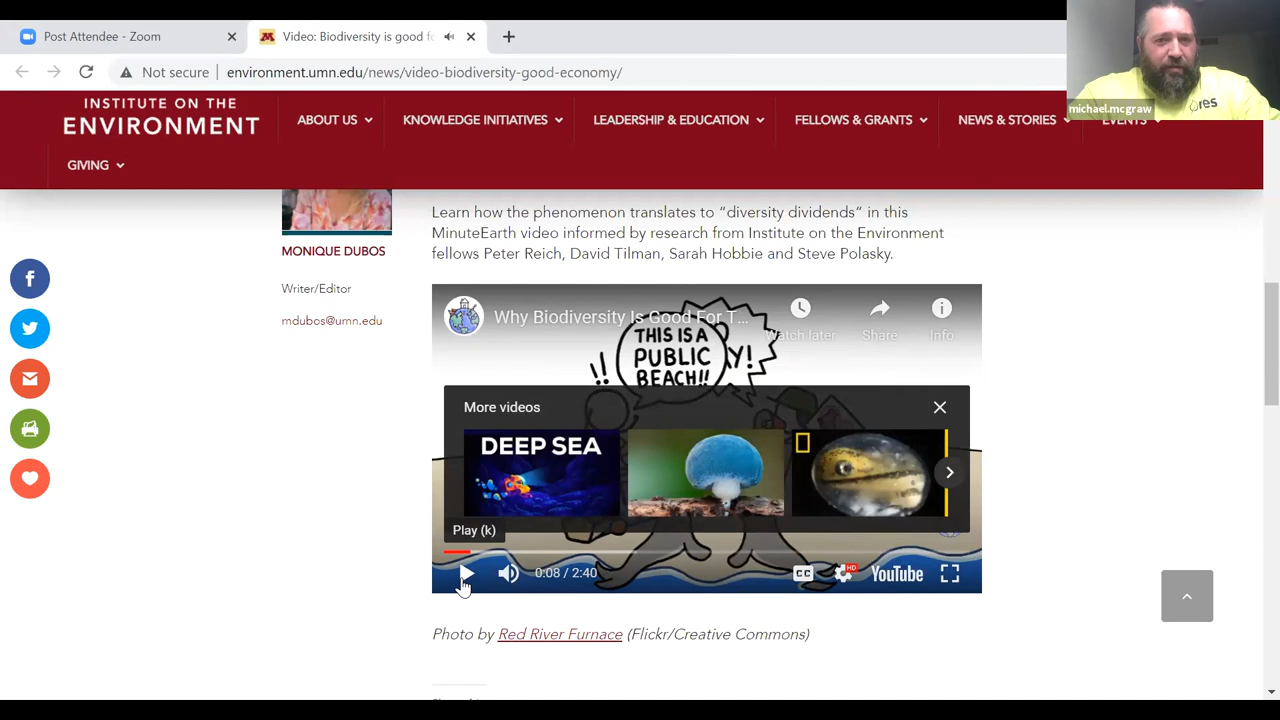 Post Attendee - Zoom
Video: Biodiversity is good fo
Not secure
environment.umn.edu/news/video-biodiversity-good-economy/
michael.mcgraw
res
INSTITUTE ON THE
ENVIRONMENT
ABOUT US
KNOWLEDGE INITIATIVES
LEADERSHIP & EDUCATION
FELLOWS & GRANTS
NEWS & STORIES
EVENTS
GIVING
MONIQUE DUBOS
Writer/Editor
mdubos@umn.edu
Learn how the phenomenon translates to “diversity dividends“ in this
MinuteEarth video informed by research from Institute on the Environment
fellows Peter Reich, David Tilman, Sarah Hobbie and Steve Polasky.
Why Biodiversity Is Good For T...
Watch later
Share
Info
THIS IS A
PUBLIC
BEACH!!
Y!
!!
More videos
DEEP SEA
Play (k)
0:08 / 2:40
CC
HD
YouTube
Photo by Red River Furnace (Flickr/Creative Commons)